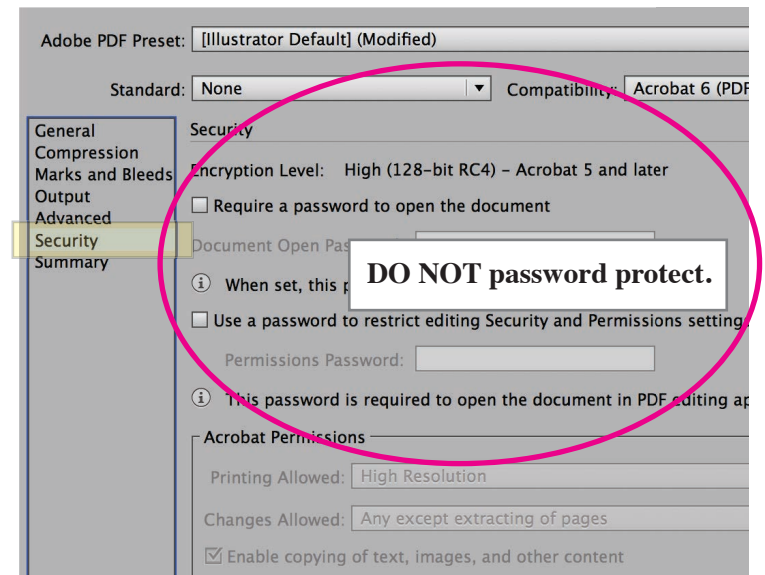 Adobe PDF Preset: [Illustrator Default] (Modified)
Standard: None Compatibility: Acrobat 6 (PDF
General
Compression
Marks and Bleeds
Output
Advanced
Security
Summary
Security
Encryption Level: High (128-bit RC4) – Acrobat 5 and later
Require a password to open the document
Document Open Pas
DO NOT password protect.
When set, this p
Use a password to restrict editing Security and Permissions setting
Permissions Password:
This password is required to open the document in PDF editing ap
Acrobat Permissions
Printing Allowed: High Resolution
Changes Allowed: Any except extracting of pages
Enable copying of text, images, and other content